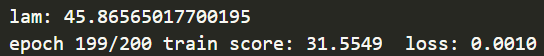 lam: 45.86565017700195
epoch 199/200 train score: 31.5549  loss: 0.0010